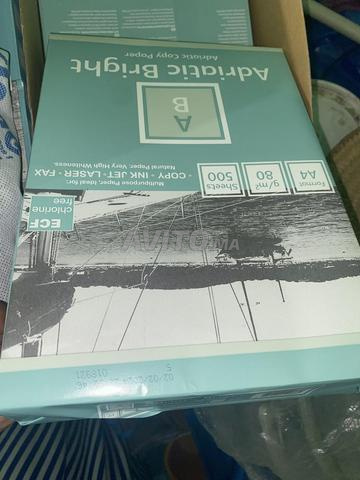 018921
ECF
chlorine
free
Format
A4
g/m²
80
Sheets
500
Multipurpose Paper, Ideal for:
· COPY · INK JET · LASER · FAX
Natural Paper, Very High Whiteness.
A
B
Adriatic Bright
Adriatic Copy Paper